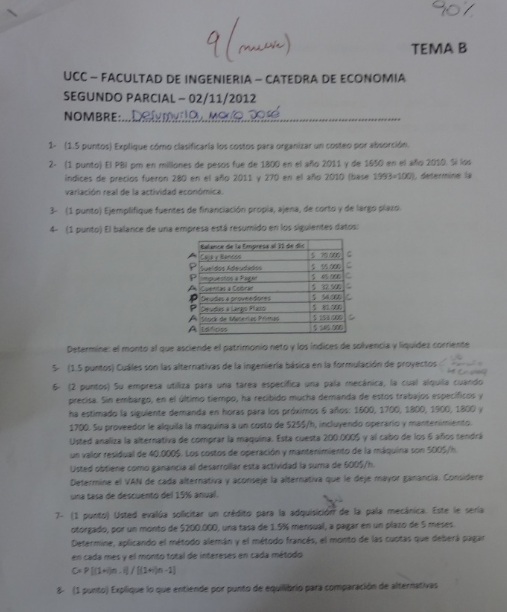 90%
9 (nueve)
TEMA B
UCC – FACULTAD DE INGENIERIA – CATEDRA DE ECONOMIA
SEGUNDO PARCIAL – 02/11/2012
NOMBRE:... José
1- (1.5 puntos) Explique cómo clasificaría los costos para organizar un costeo por absorción.
2- (1 punto) El PBI pm en millones de pesos fue de 1800 en el año 2011 y de 1650 en el año 2010. Si los
índices de precios fueron 280 en el año 2011 y 270 en el año 2010 (base 1993=100), determine la
variación real de la actividad económica.
3- (1 punto) Ejemplifique fuentes de financiación propia, ajena, de corto y de largo plazo.
4- (1 punto) El balance de una empresa está resumido en los siguientes datos:
Balance de la Empresa al 31 de dic
A Caja y Bancos $ 70.000 C
P Sueldos Adeudados $ 55.000 C
P Impuestos a Pagar $ 45.000 C
A Cuentas a Cobrar $ 32.500 C
P Deudas a proveedores $ 54.000 C
P Deudas a Largo Plazo $
A Stock de Materias Primas $ C
A Edificios $
Determine: el monto al que asciende el patrimonio neto y los índices de solvencia y liquidez corriente
5- (1.5 punto) Cuáles son las alternativas de la ingeniería básica en la formulación de proyectos
6- (2 puntos) Su empresa utiliza para una tarea específica una pala mecánica, la cual alquila cuando
precisa. Sin embargo, en el último tiempo, ha recibido mucha demanda de estos trabajos específicos y
ha estimado la siguiente demanda en horas para los próximos 6 años: 1600, 1700, 1800, 1900, 1800 y
1700. Su proveedor le alquila la maquina a un costo de 525$/h, incluyendo operario y mantenimiento.
Usted analiza la alternativa de comprar la maquina. Esta cuesta 200.000$ y al cabo de los 6 años tendrá
un valor residual de 40.000$. Los costos de operación y mantenimiento de la máquina son 500$/h.
Usted obtiene como ganancia al desarrollar esta actividad la suma de 600$/h.
Determine el VAN de cada alternativa y aconseje la alternativa que le deje mayor ganancia. Considere
una tasa de descuento del 15% anual.
7- (1 punto) Usted evalúa solicitar un crédito para la adquisición de la pala mecánica. Este le sería
otorgado, por un monto de $200.000, una tasa de 1.5% mensual, a pagar en un plazo de 5 meses.
Determine, aplicando el método alemán y el método francés, el monto de las cuotas que deberá pagar
en cada mes y el monto total de intereses en cada método
C= P [(1+i)n .i] / [(1+i)n -1]
8- (1 punto) Explique lo que entiende por punto de equilibrio para comparación de alternativas